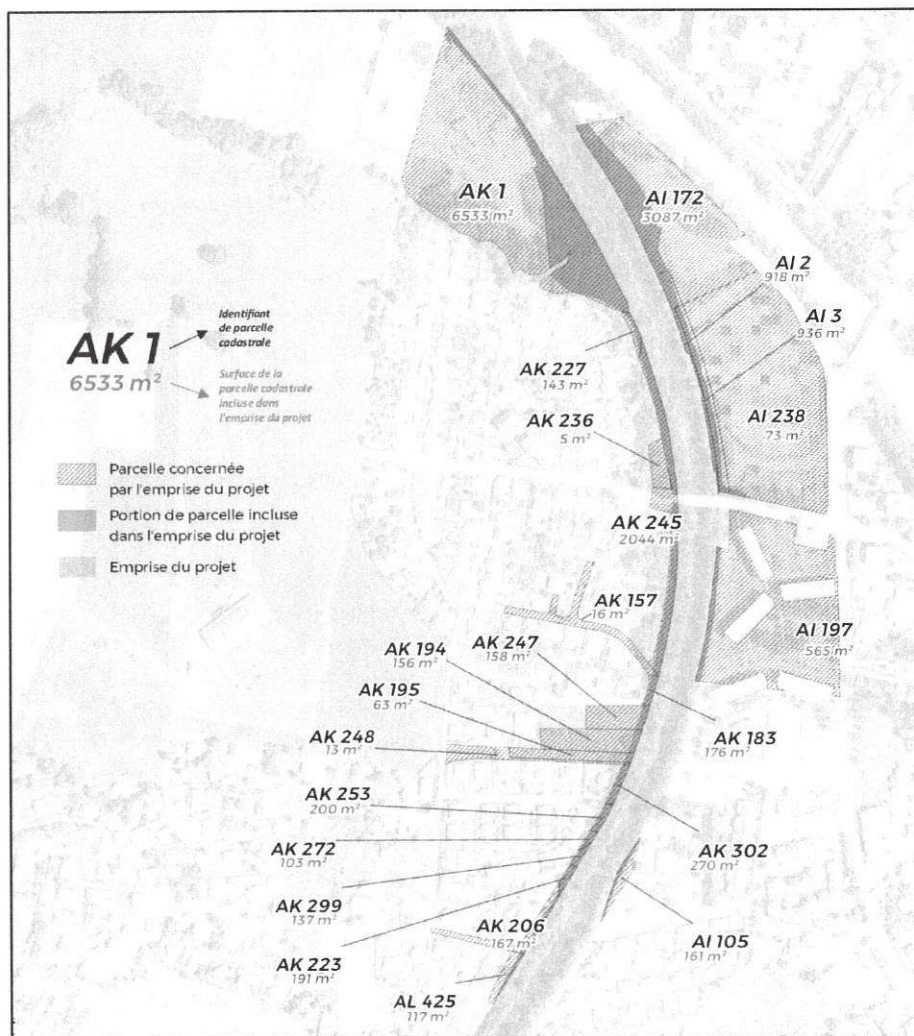 AK 1
6533 m²
AI 172
3087 m²
AI 2
918 m²
AI 3
936 m²
AK 1
6533 m²
Identifiant
de parcelle
cadastrale
Surface de la
parcelle cadastrale
incluse dans
l'emprise du projet
AK 227
143 m²
AK 236
5 m²
AI 238
73 m²
Parcelle concernée
par l'emprise du projet
Portion de parcelle incluse
dans l'emprise du projet
Emprise du projet
AK 245
2044 m²
AK 157
16 m²
AK 194
156 m²
AK 247
158 m²
AI 197
565 m²
AK 195
63 m²
AK 248
13 m²
AK 183
176 m²
AK 253
200 m²
AK 272
103 m²
AK 302
270 m²
AK 299
137 m²
AK 206
167 m²
AI 105
161 m²
AK 223
191 m²
AL 425
117 m²